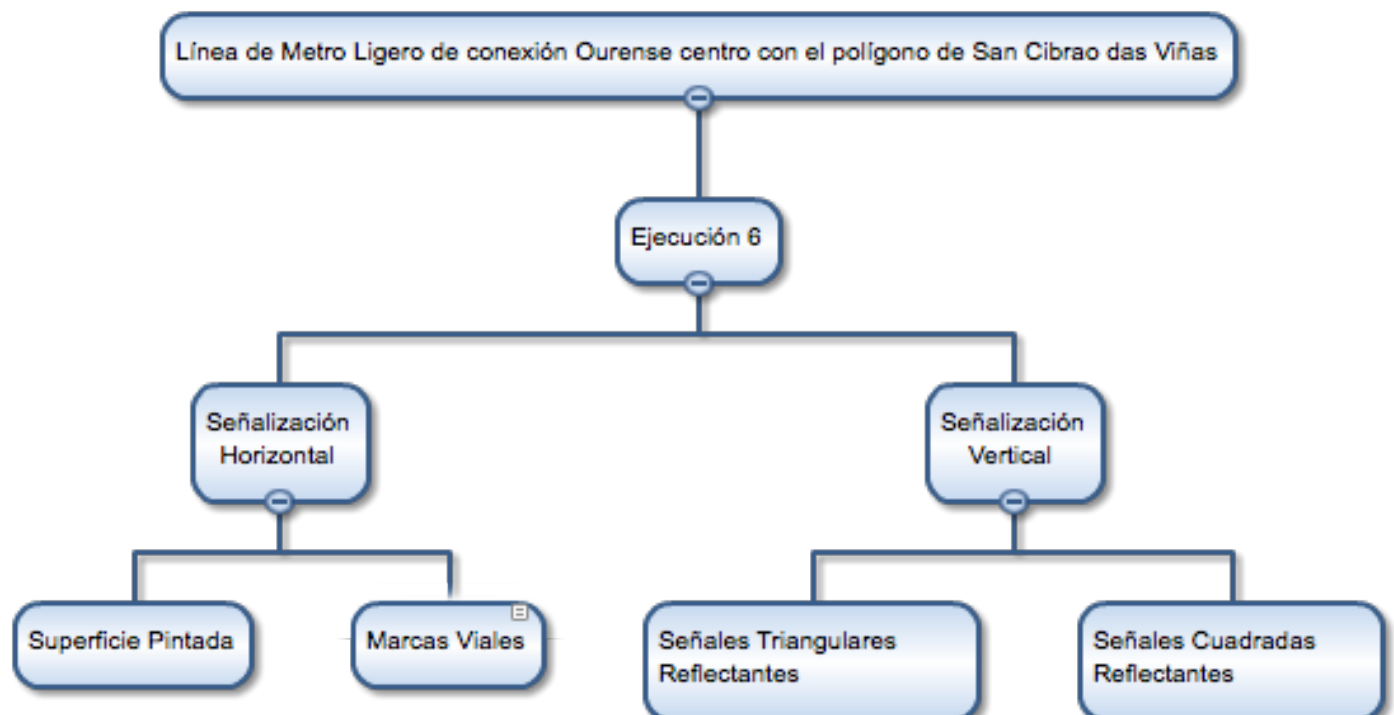 Línea de Metro Ligero de conexión Ourense centro con el polígono de San Cibrao das Viñas
Ejecución 6
Señalización
Horizontal
Señalización
Vertical
Superficie Pintada
Marcas Viales
Señales Triangulares
Reflectantes
Señales Cuadradas
Reflectantes